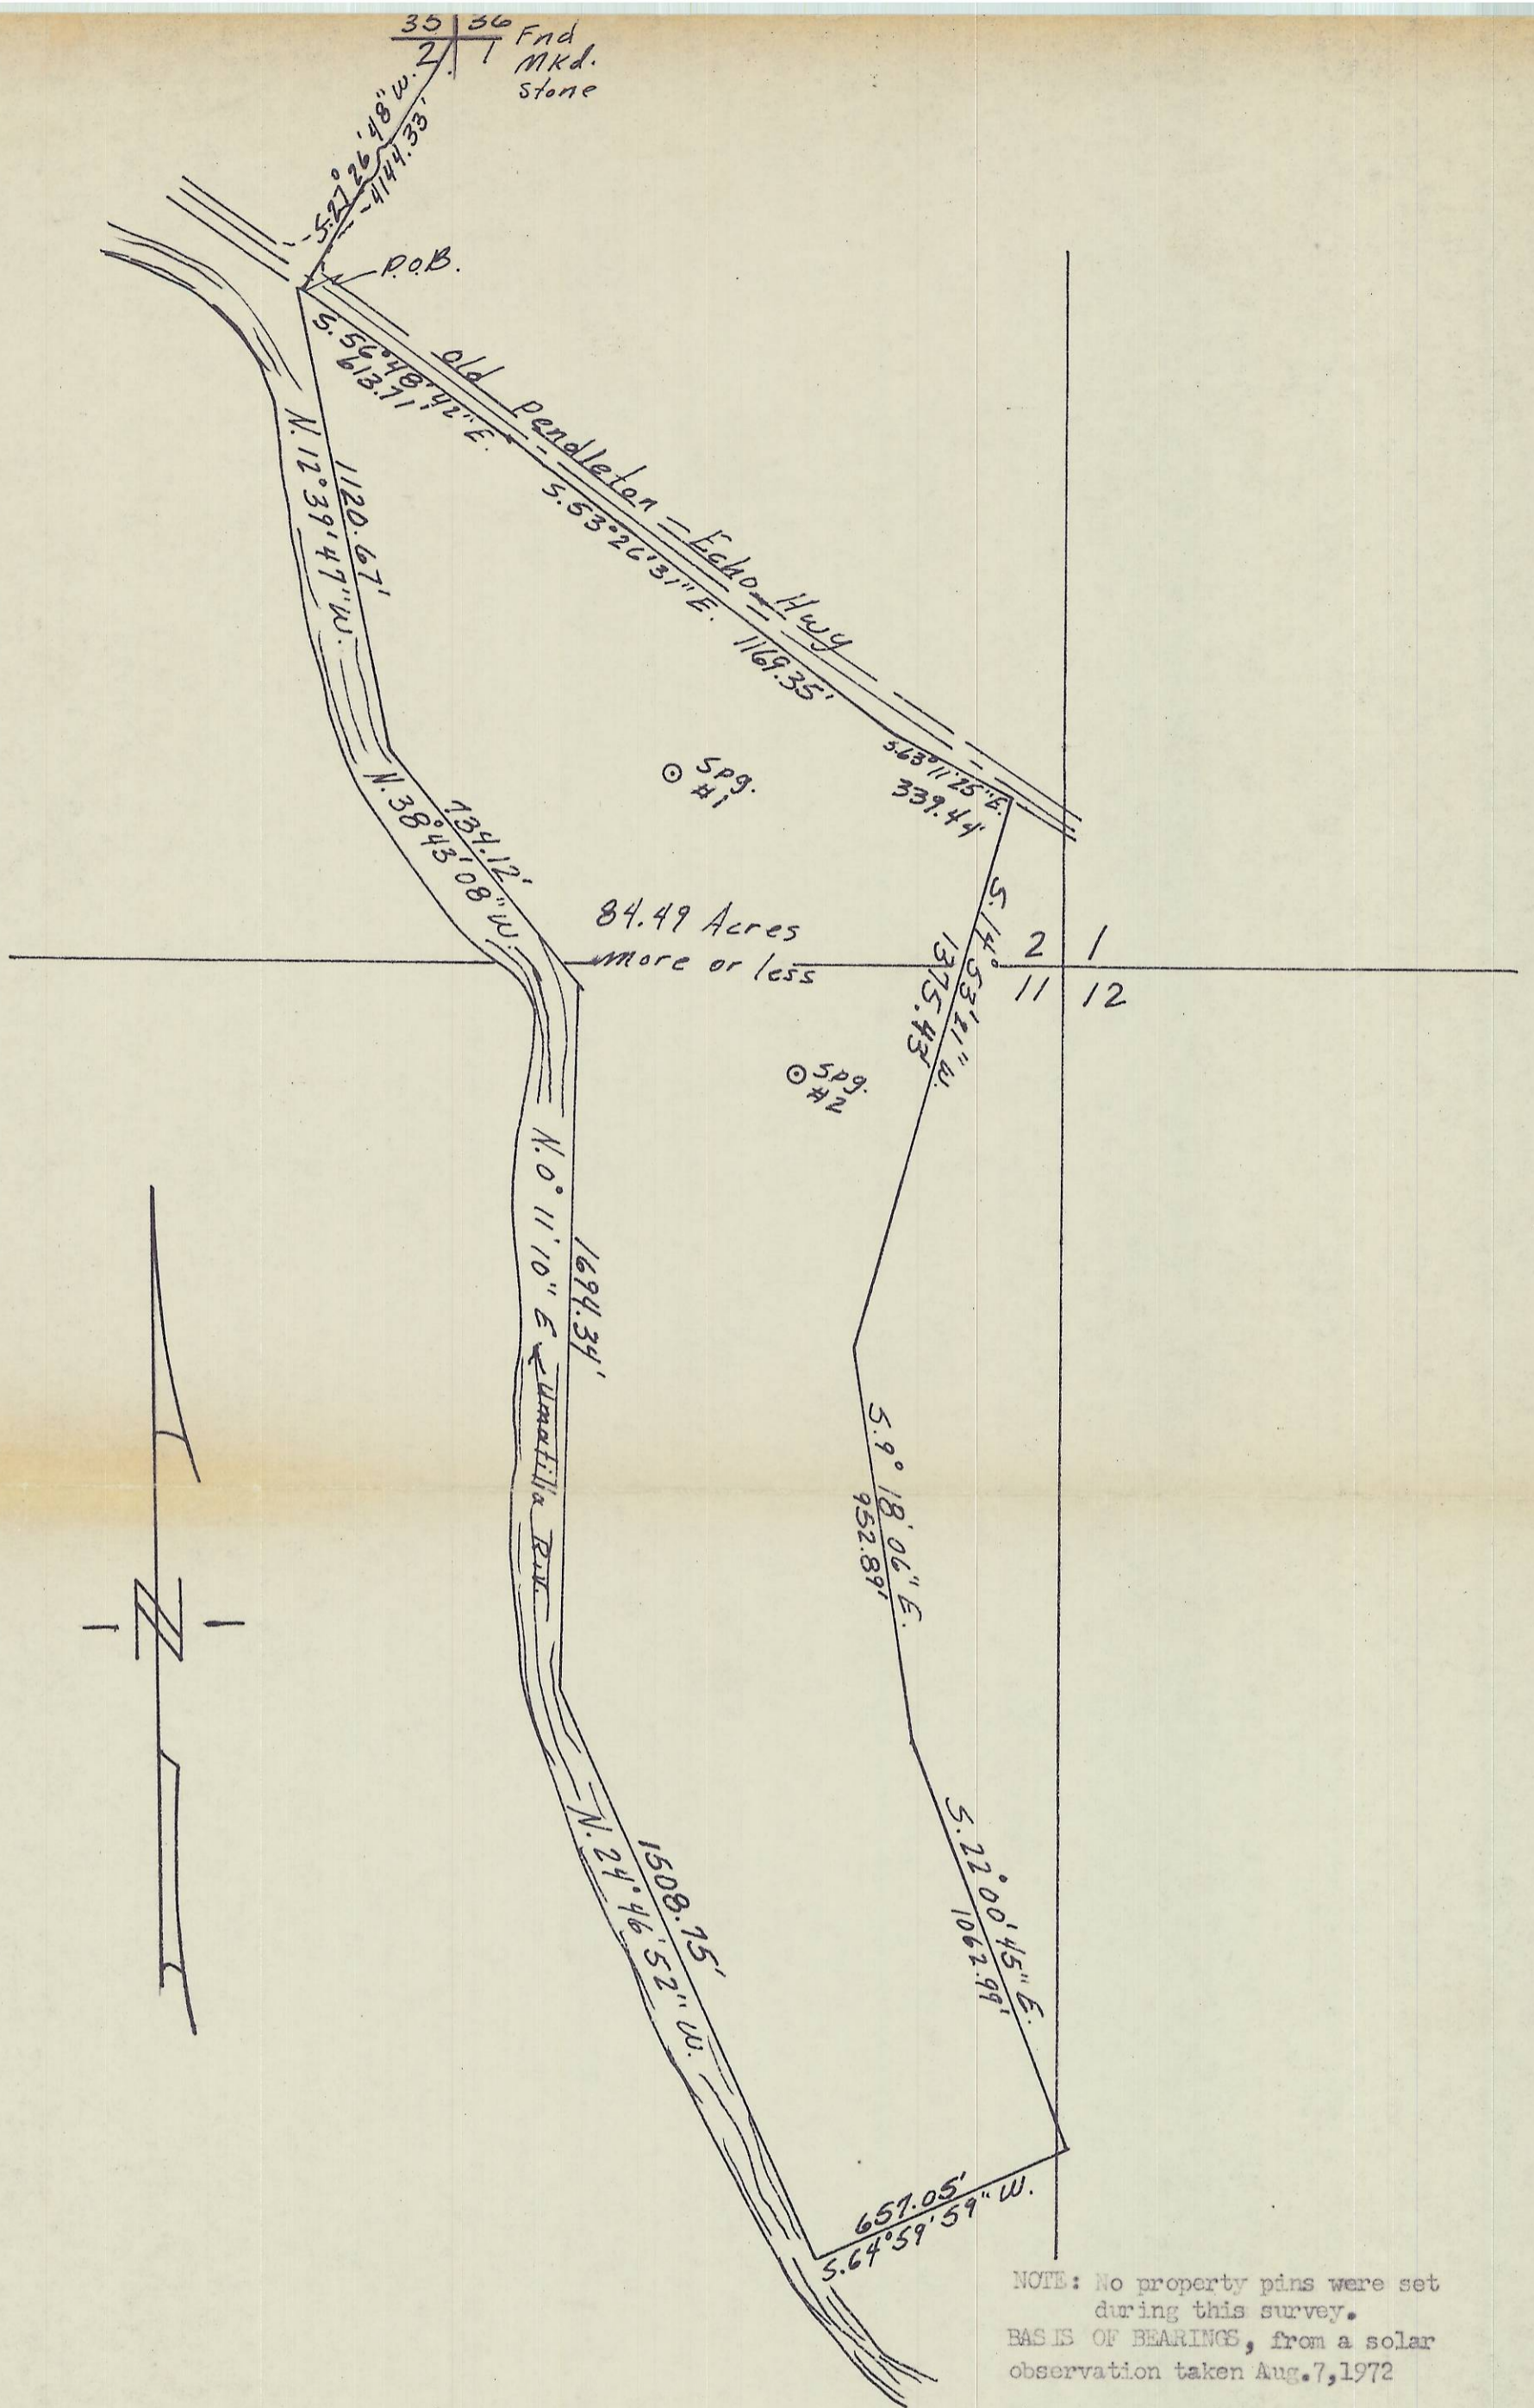 35 36
2 1
Fnd
Mkd.
Stone
S.27°26'48"W.
4144.33'
P.O.B.
S.56°48'42"E.
613.71'
Old Pendleton - Echo Hwy
N.12°39'47"W.
1120.67'
S.53°26'31"E. 1169.35'
Spg.
#1
S.63°11'25"E.
339.44'
N.38°43'08"W.
734.12'
84.49 Acres
more or less
S.14°53'21"W.
1375.43'
2 1
11 12
Spg.
#2
N.0°11'10"E
1694.34'
Umatilla Riv.
S.9°18'06"E.
952.89'
N
N.24°46'52"W.
1508.75'
S.22°00'45"E.
1062.99'
657.05'
S.64°59'59"W.
NOTE: No property pins were set
during this survey.
BASIS OF BEARINGS, from a solar
observation taken Aug.7,1972